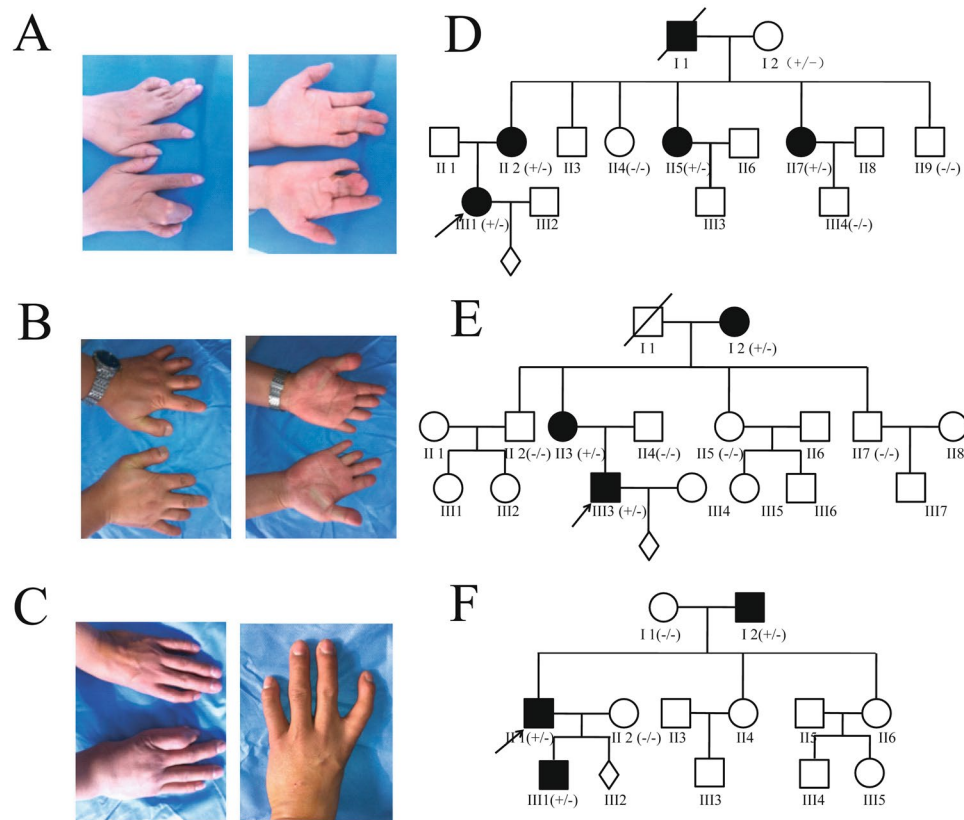 A
D
I 1
I 2 (+/−)
II 1
II 2 (+/-)
II3
II4(-/-)
II5(+/-)
II6
II7(+/-)
II8
II9 (-/-)
III1 (+/-)
III2
III3
III4(-/-)
B
E
I 1
I 2 (+/-)
II 1
II 2(-/-)
II3 (+/-)
II4(-/-)
II5 (-/-)
II6
II7 (-/-)
II8
III1
III2
III3 (+/-)
III4
III5
III6
III7
C
F
I 1(-/-)
I 2(+/-)
II 1(+/-)
II 2 (-/-)
II3
II4
II5
II6
III1(+/-)
III2
III3
III4
III5